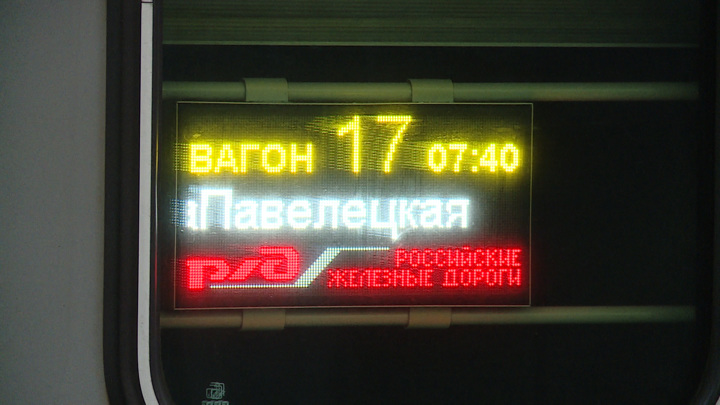 ВАГОН 17 07:40
Павелецкая
РЖД РОССИЙСКИЕ
ЖЕЛЕЗНЫЕ ДОРОГИ